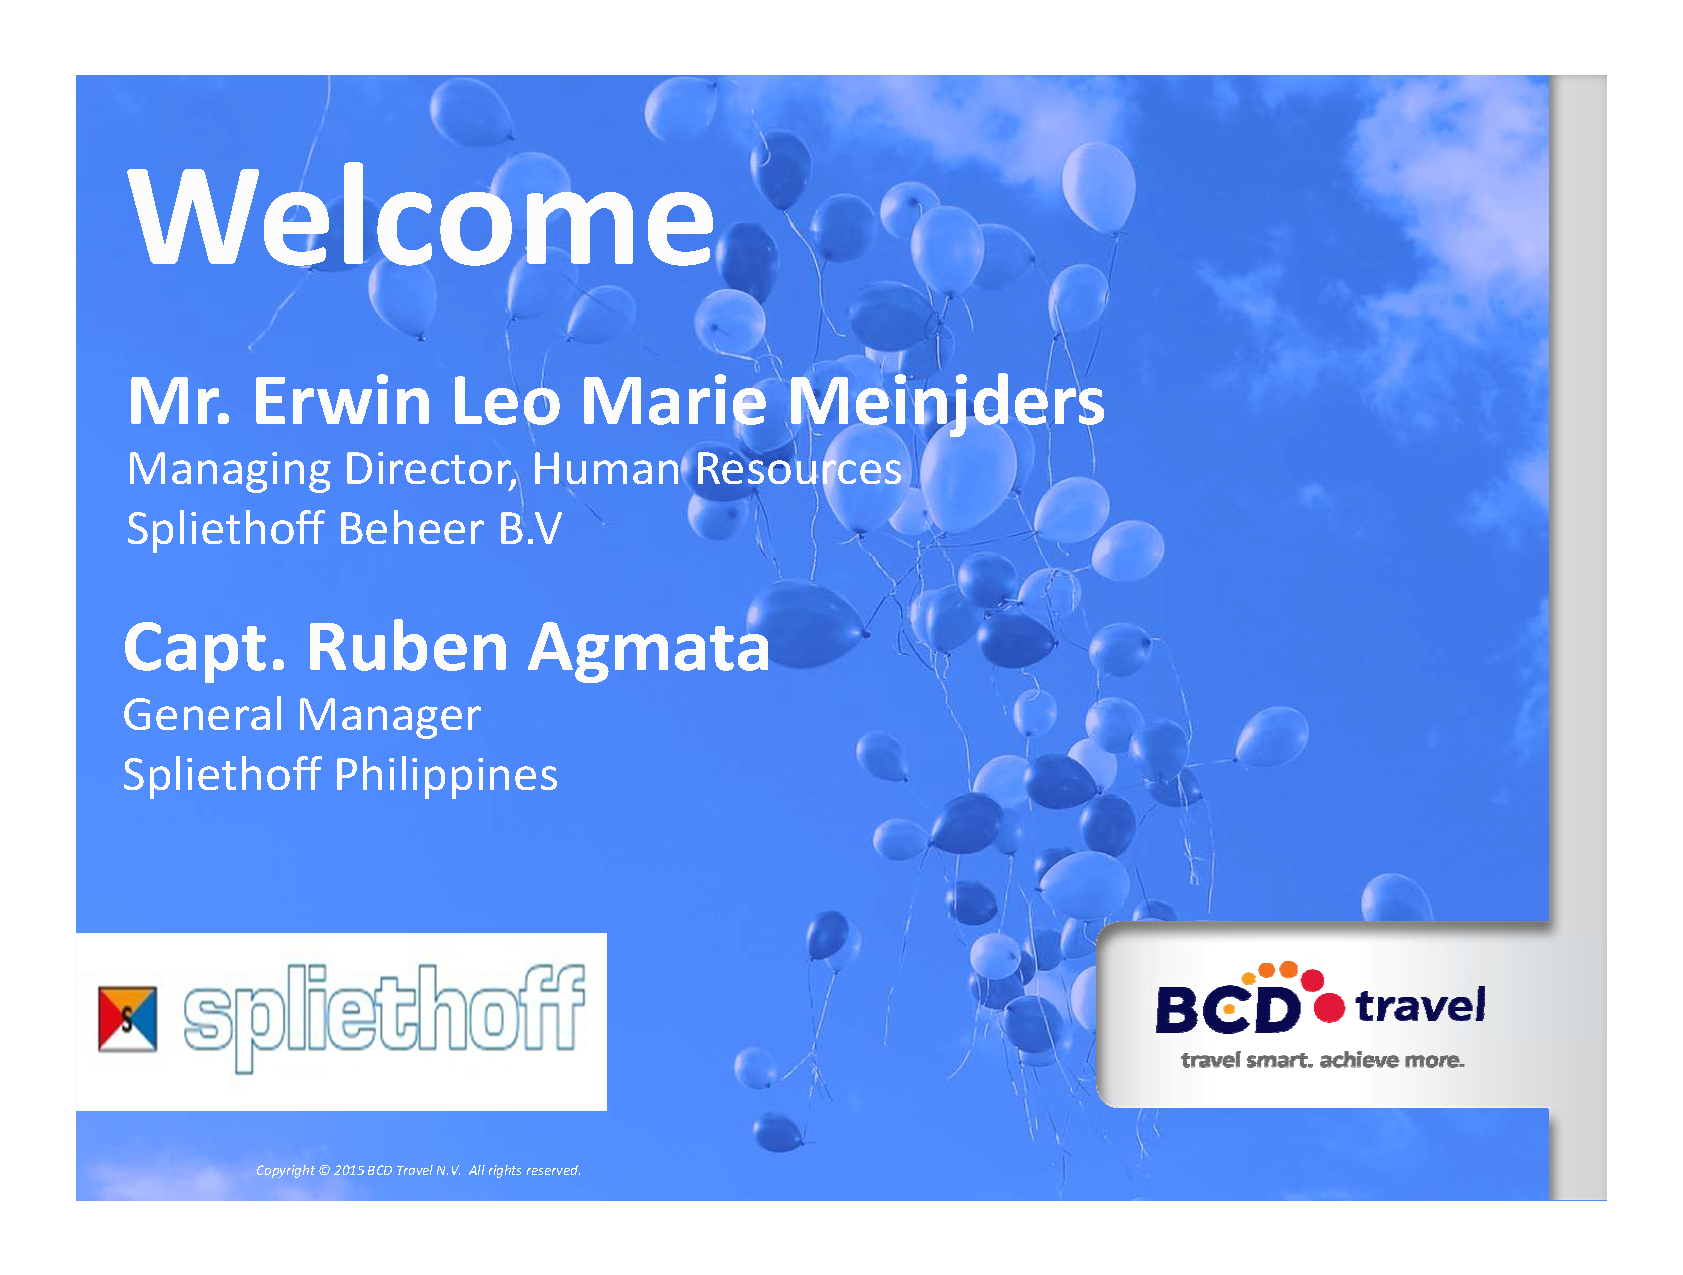 Welcome
Mr. Erwin Leo Marie Meinjders
Managing Director, Human Resources
Spliethoff Beheer B.V
Capt. Ruben Agmata
General Manager
Spliethoff Philippines
S spliethoff
BCD travel
travel smart. achieve more.
Copyright © 2015 BCD Travel N.V. All rights reserved.